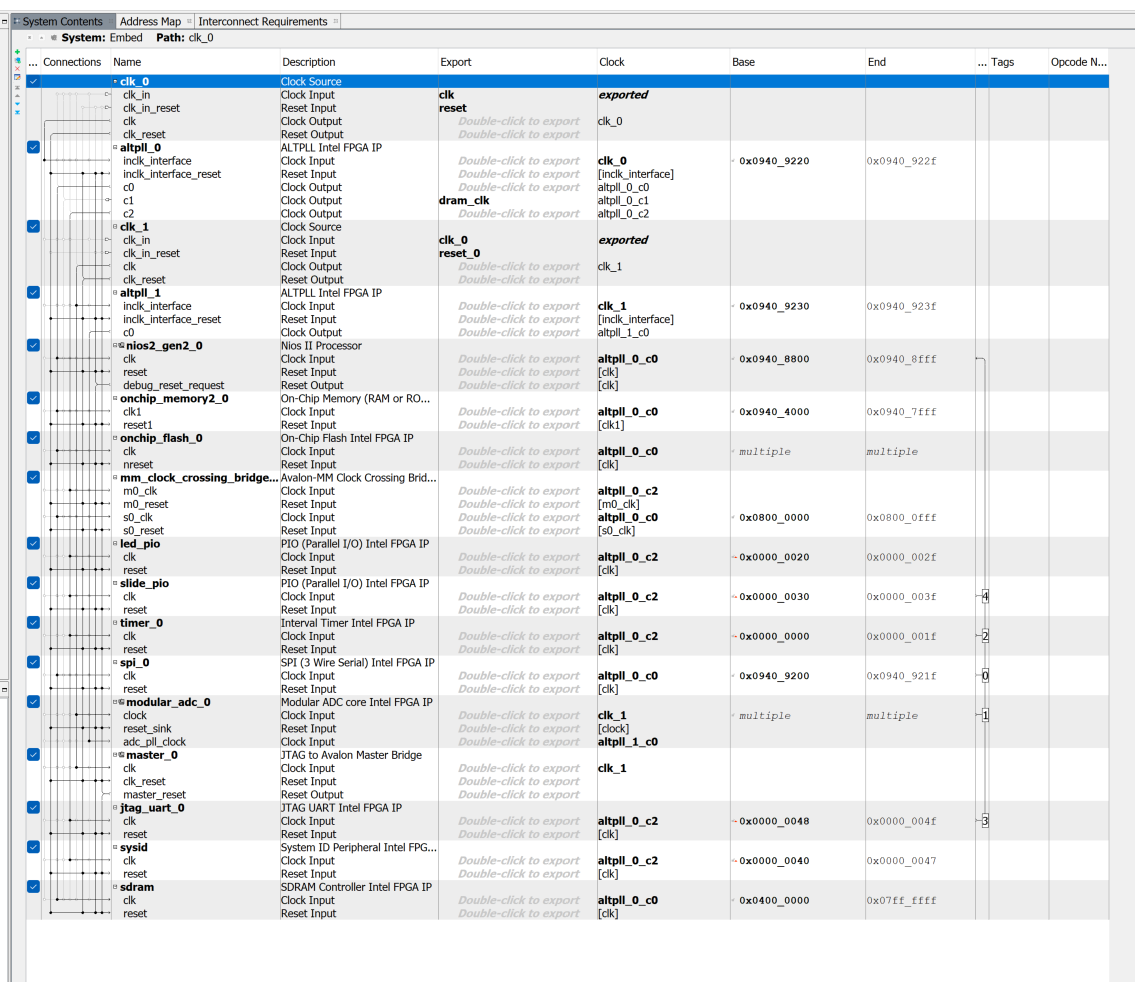 System Contents Address Map Interconnect Requirements
System: Embed Path: clk_0
... Connections Name Description Export Clock Base End ... Tags Opcode N...
clk_0 Clock Source
clk_in Clock Input clk exported
clk_in_reset Reset Input reset
clk Clock Output Double-click to export clk_0
clk_reset Reset Output Double-click to export
altpll_0 ALTPLL Intel FPGA IP
inclk_interface Clock Input Double-click to export clk_0 0x0940_9220 0x0940_922f
inclk_interface_reset Reset Input Double-click to export [inclk_interface]
c0 Clock Output Double-click to export altpll_0_c0
c1 Clock Output dram_clk altpll_0_c1
c2 Clock Output Double-click to export altpll_0_c2
clk_1 Clock Source
clk_in Clock Input clk_0 exported
clk_in_reset Reset Input reset_0
clk Clock Output Double-click to export clk_1
clk_reset Reset Output Double-click to export
altpll_1 ALTPLL Intel FPGA IP
inclk_interface Clock Input Double-click to export clk_1 0x0940_9230 0x0940_923f
inclk_interface_reset Reset Input Double-click to export [inclk_interface]
c0 Clock Output Double-click to export altpll_1_c0
nios2_gen2_0 Nios II Processor
clk Clock Input Double-click to export altpll_0_c0 0x0940_8800 0x0940_8fff
reset Reset Input Double-click to export [clk]
debug_reset_request Reset Output Double-click to export [clk]
onchip_memory2_0 On-Chip Memory (RAM or RO...
clk1 Clock Input Double-click to export altpll_0_c0 0x0940_4000 0x0940_7fff
reset1 Reset Input Double-click to export [clk1]
onchip_flash_0 On-Chip Flash Intel FPGA IP
clk Clock Input Double-click to export altpll_0_c0 multiple multiple
nreset Reset Input Double-click to export [clk]
mm_clock_crossing_bridge... Avalon-MM Clock Crossing Brid...
m0_clk Clock Input Double-click to export altpll_0_c2
m0_reset Reset Input Double-click to export [m0_clk]
s0_clk Clock Input Double-click to export altpll_0_c0 0x0800_0000 0x0800_0fff
s0_reset Reset Input Double-click to export [s0_clk]
led_pio PIO (Parallel I/O) Intel FPGA IP
clk Clock Input Double-click to export altpll_0_c2 0x0000_0020 0x0000_002f
reset Reset Input Double-click to export [clk]
slide_pio PIO (Parallel I/O) Intel FPGA IP
clk Clock Input Double-click to export altpll_0_c2 0x0000_0030 0x0000_003f 4
reset Reset Input Double-click to export [clk]
timer_0 Interval Timer Intel FPGA IP
clk Clock Input Double-click to export altpll_0_c2 0x0000_0000 0x0000_001f 2
reset Reset Input Double-click to export [clk]
spi_0 SPI (3 Wire Serial) Intel FPGA IP
clk Clock Input Double-click to export altpll_0_c0 0x0940_9200 0x0940_921f 0
reset Reset Input Double-click to export [clk]
modular_adc_0 Modular ADC core Intel FPGA IP
clock Clock Input Double-click to export clk_1 multiple multiple 1
reset_sink Reset Input Double-click to export [clock]
adc_pll_clock Clock Input Double-click to export altpll_1_c0
master_0 JTAG to Avalon Master Bridge
clk Clock Input Double-click to export clk_1
clk_reset Reset Input Double-click to export
master_reset Reset Output Double-click to export
jtag_uart_0 JTAG UART Intel FPGA IP
clk Clock Input Double-click to export altpll_0_c2 0x0000_0048 0x0000_004f 3
reset Reset Input Double-click to export [clk]
sysid System ID Peripheral Intel FPG...
clk Clock Input Double-click to export altpll_0_c2 0x0000_0040 0x0000_0047
reset Reset Input Double-click to export [clk]
sdram SDRAM Controller Intel FPGA IP
clk Clock Input Double-click to export altpll_0_c0 0x0400_0000 0x07ff_ffff
reset Reset Input Double-click to export [clk]